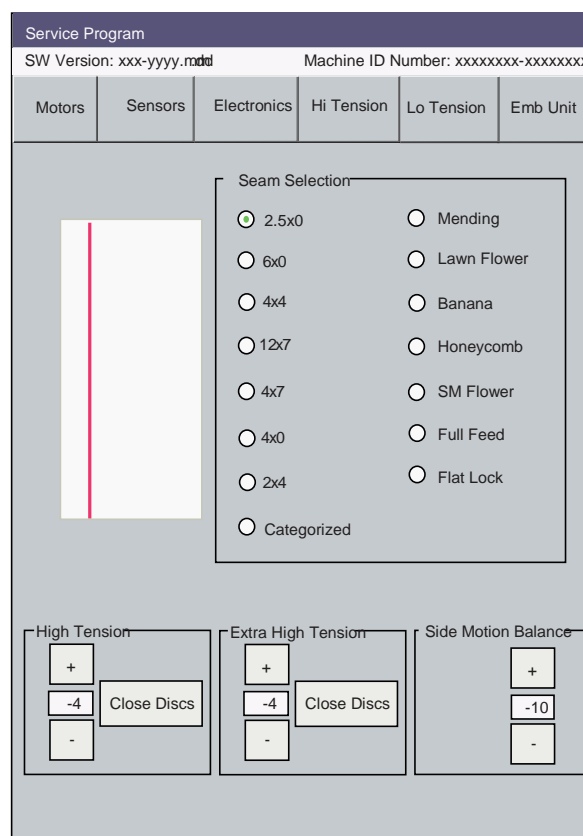 Service Program
SW Version: xxx-yyyy.mmdd Machine ID Number: xxxxxxxx-xxxxxxxx
Motors Sensors Electronics Hi Tension Lo Tension Emb Unit
Seam Selection
2.5x0 Mending
6x0 Lawn Flower
4x4 Banana
12x7 Honeycomb
4x7 SM Flower
4x0 Full Feed
2x4 Flat Lock
Categorized
High Tension Extra High Tension Side Motion Balance
+ + +
-4 Close Discs -4 Close Discs -10
- - -